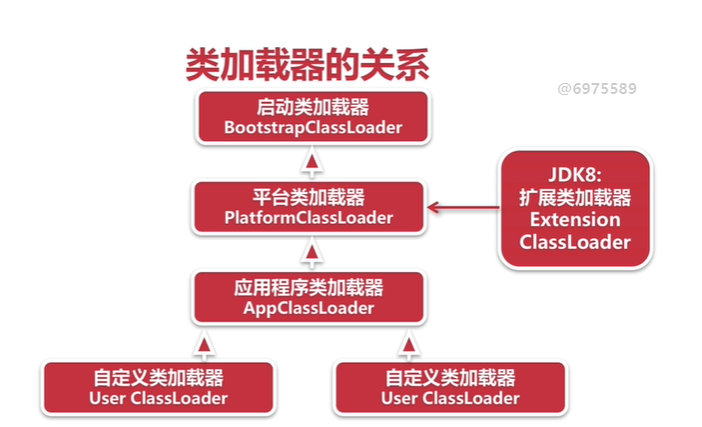 类加载器的关系
@6975589
启动类加载器
BootstrapClassLoader
平台类加载器
PlatformClassLoader
JDK8:
扩展类加载器
Extension
ClassLoader
应用程序类加载器
AppClassLoader
自定义类加载器
User ClassLoader
自定义类加载器
User ClassLoader